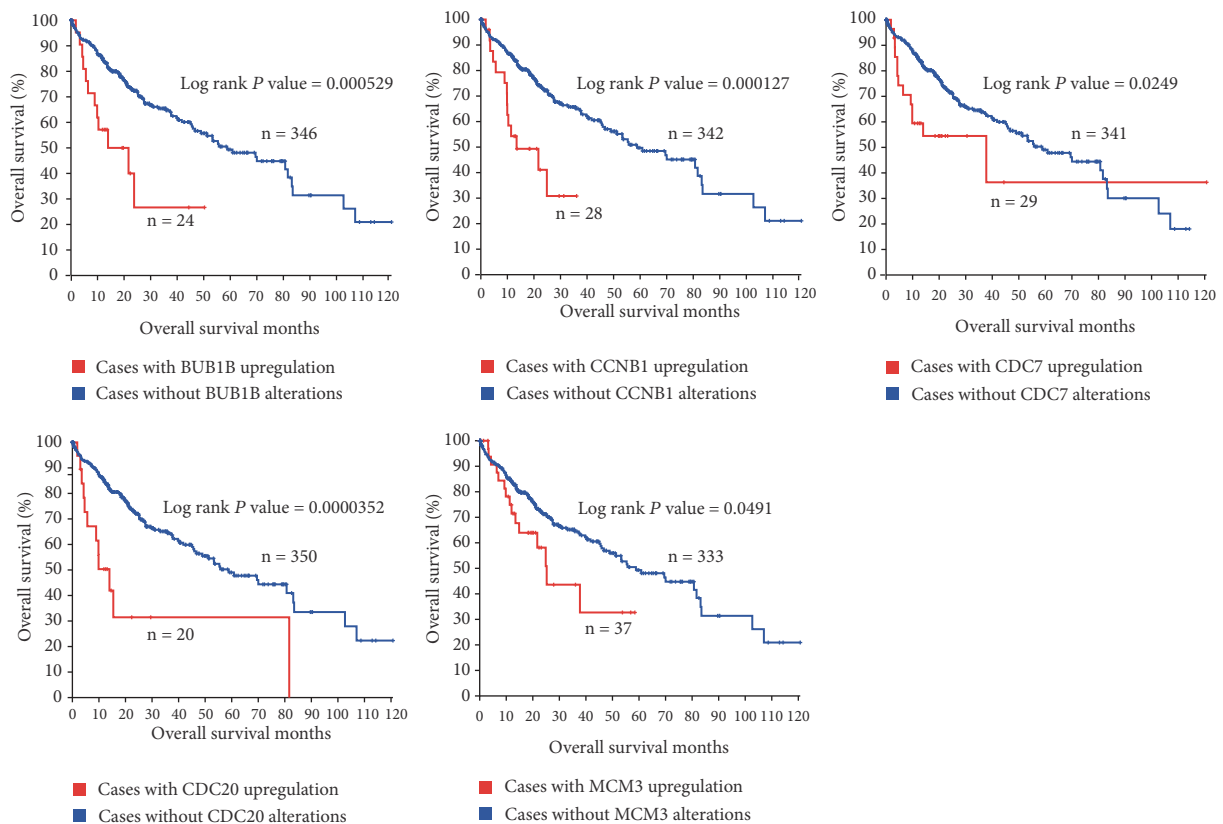 Overall survival (%)
100
90
80
70
60
50
40
30
20
10
0
Log rank P value = 0.000529
n = 346
n = 24
0 10 20 30 40 50 60 70 80 90 100 110 120
Overall survival months
Cases with BUB1B upregulation
Cases without BUB1B alterations
Overall survival (%)
100
90
80
70
60
50
40
30
20
10
0
Log rank P value = 0.000127
n = 342
n = 28
0 10 20 30 40 50 60 70 80 90 100 110 120
Overall survival months
Cases with CCNB1 upregulation
Cases without CCNB1 alterations
Overall survival (%)
100
90
80
70
60
50
40
30
20
10
0
Log rank P value = 0.0249
n = 341
n = 29
0 10 20 30 40 50 60 70 80 90 100 110 120
Overall survival months
Cases with CDC7 upregulation
Cases without CDC7 alterations
Overall survival (%)
100
90
80
70
60
50
40
30
20
10
0
Log rank P value = 0.0000352
n = 350
n = 20
0 10 20 30 40 50 60 70 80 90 100 110 120
Overall survival months
Cases with CDC20 upregulation
Cases without CDC20 alterations
Overall survival (%)
100
90
80
70
60
50
40
30
20
10
0
Log rank P value = 0.0491
n = 333
n = 37
0 10 20 30 40 50 60 70 80 90 100 110 120
Overall survival months
Cases with MCM3 upregulation
Cases without MCM3 alterations